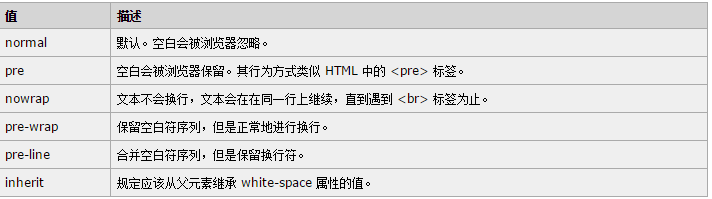 值 描述
normal 默认。空白会被浏览器忽略。
pre 空白会被浏览器保留。其行为方式类似 HTML 中的 <pre> 标签。
nowrap 文本不会换行，文本会在在同一行上继续，直到遇到 <br> 标签为止。
pre-wrap 保留空白符序列，但是正常地进行换行。
pre-line 合并空白符序列，但是保留换行符。
inherit 规定应该从父元素继承 white-space 属性的值。